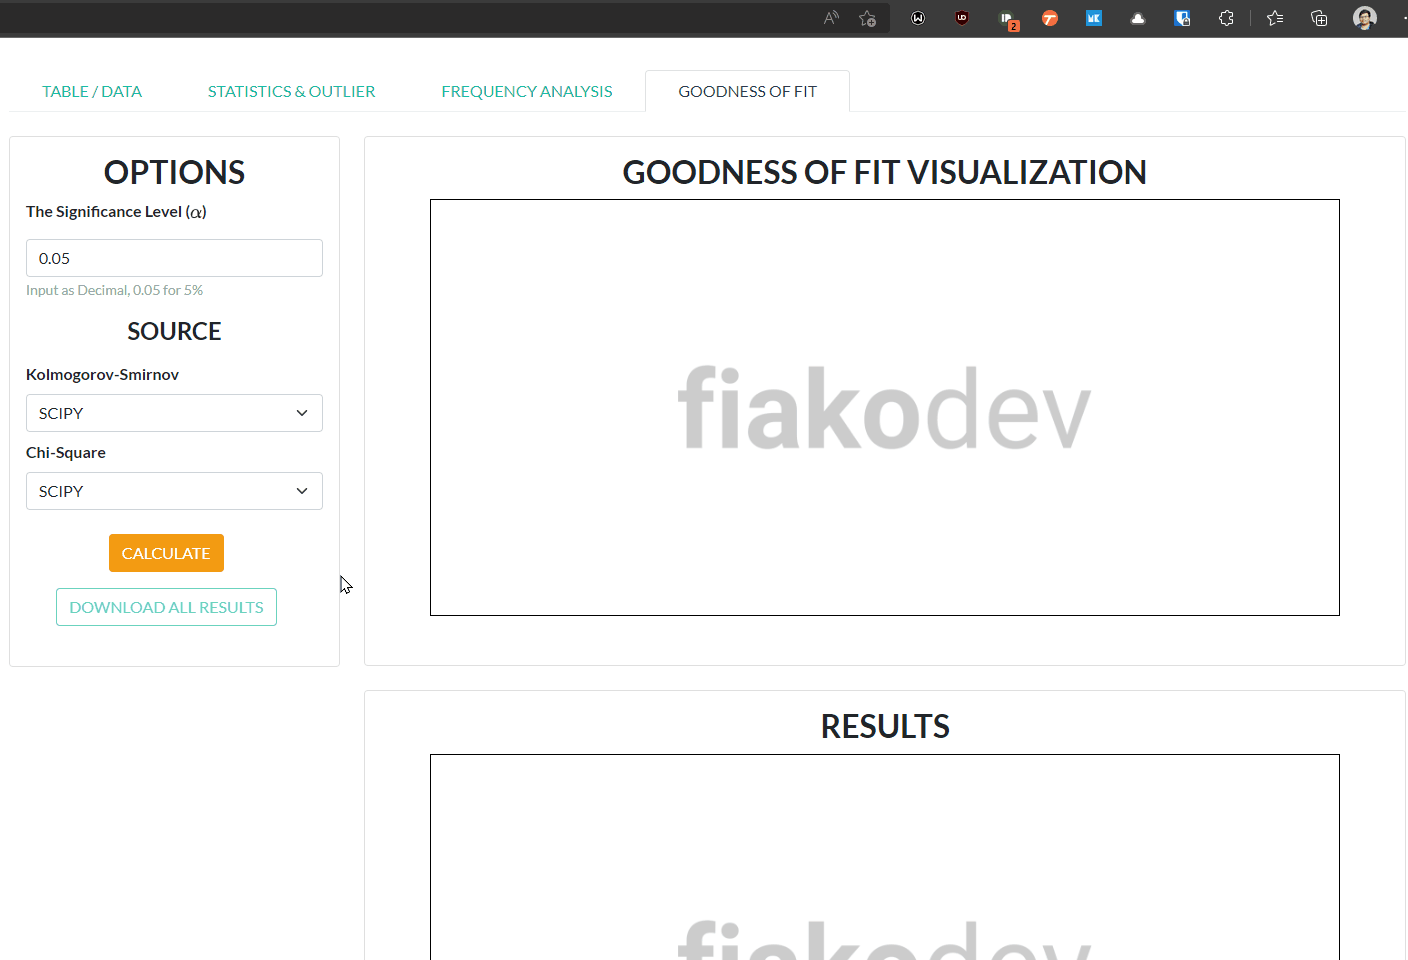 TABLE / DATA
STATISTICS & OUTLIER
FREQUENCY ANALYSIS
GOODNESS OF FIT
OPTIONS
The Significance Level (α)
0.05
Input as Decimal, 0.05 for 5%
SOURCE
Kolmogorov-Smirnov
SCIPY
Chi-Square
SCIPY
CALCULATE
DOWNLOAD ALL RESULTS
GOODNESS OF FIT VISUALIZATION
fiakodev
RESULTS
fiakodev